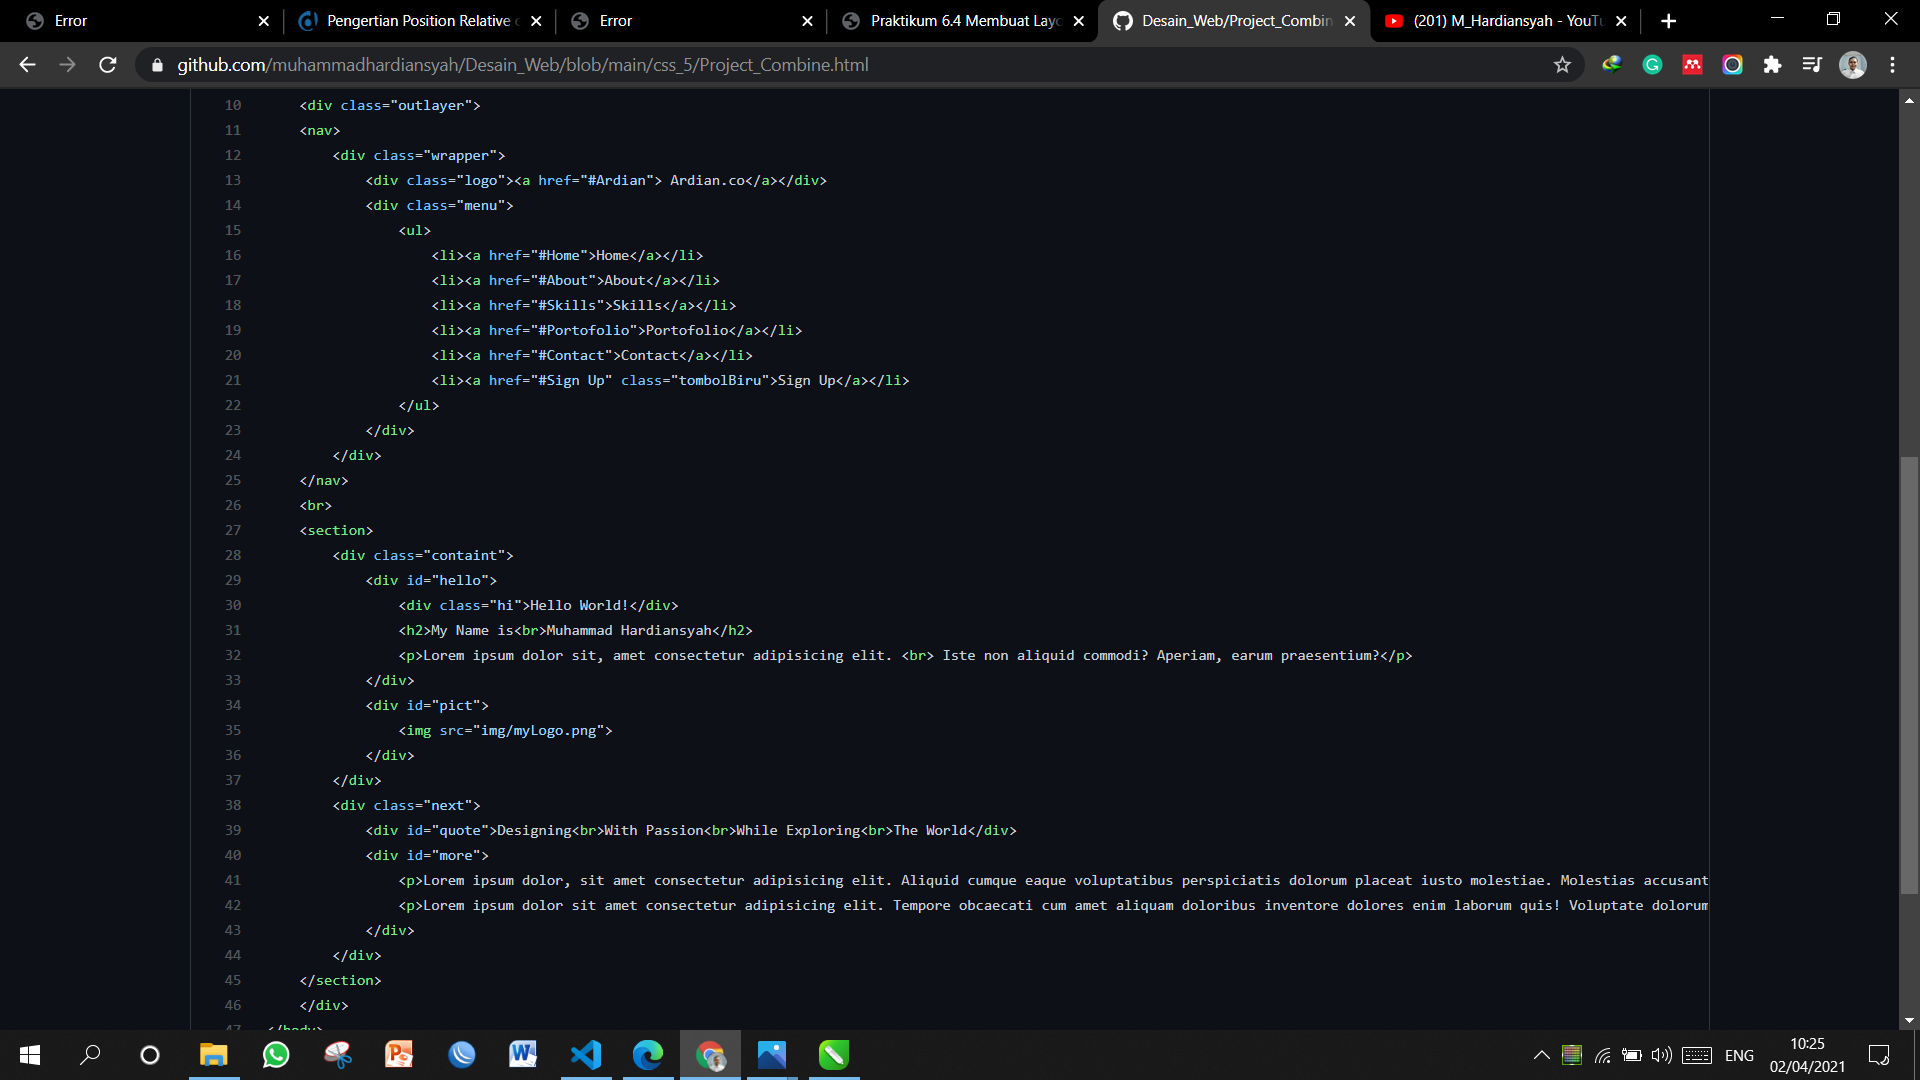 Error
Pengertian Position Relative
Error
Praktikum 6.4 Membuat Layo
Desain_Web/Project_Combin
(201) M_Hardiansyah - YouTu
github.com/muhammadhardiansyah/Desain_Web/blob/main/css_5/Project_Combine.html
10 <div class="outlayer">
11 <nav>
12 <div class="wrapper">
13 <div class="logo"><a href="#Ardian"> Ardian.co</a></div>
14 <div class="menu">
15 <ul>
16 <li><a href="#Home">Home</a></li>
17 <li><a href="#About">About</a></li>
18 <li><a href="#Skills">Skills</a></li>
19 <li><a href="#Portofolio">Portofolio</a></li>
20 <li><a href="#Contact">Contact</a></li>
21 <li><a href="#Sign Up" class="tombolBiru">Sign Up</a></li>
22 </ul>
23 </div>
24 </div>
25 </nav>
26 <br>
27 <section>
28 <div class="containt">
29 <div id="hello">
30 <div class="hi">Hello World!</div>
31 <h2>My Name is<br>Muhammad Hardiansyah</h2>
32 <p>Lorem ipsum dolor sit, amet consectetur adipisicing elit. <br> Iste non aliquid commodi? Aperiam, earum praesentium?</p>
33 </div>
34 <div id="pict">
35 <img src="img/myLogo.png">
36 </div>
37 </div>
38 <div class="next">
39 <div id="quote">Designing<br>With Passion<br>While Exploring<br>The World</div>
40 <div id="more">
41 <p>Lorem ipsum dolor, sit amet consectetur adipisicing elit. Aliquid cumque eaque voluptatibus perspiciatis dolorum placeat iusto molestiae. Molestias accusant
42 <p>Lorem ipsum dolor sit amet consectetur adipisicing elit. Tempore obcaecati cum amet aliquam doloribus inventore dolores enim laborum quis! Voluptate dolorum
43 </div>
44 </div>
45 </section>
46 </div>
47 </body>
ENG
10:25
02/04/2021